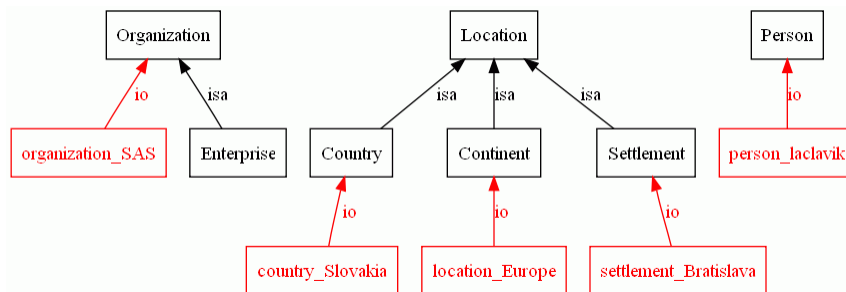 Organization
Location
Person
io
isa
isa
isa
isa
io
organization_SAS
Enterprise
Country
Continent
Settlement
person_laclavik
io
io
io
country_Slovakia
location_Europe
settlement_Bratislava